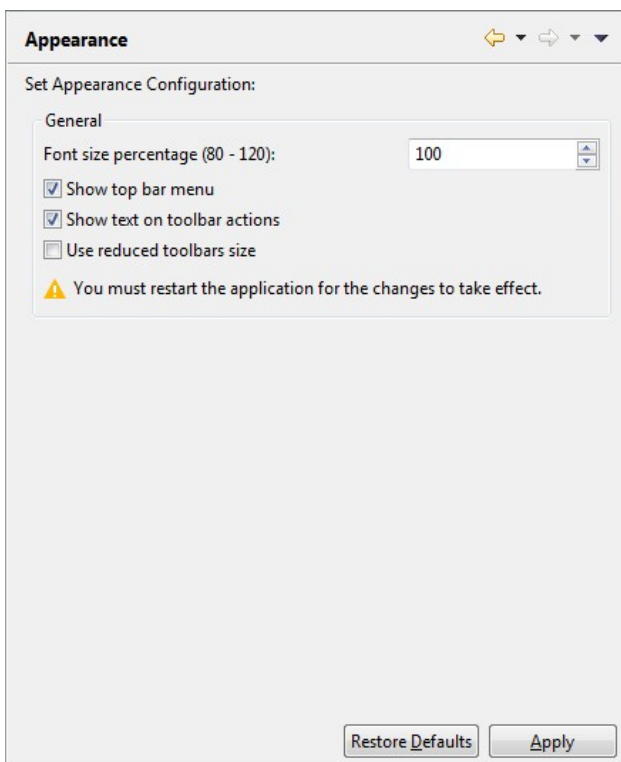 Appearance
Set Appearance Configuration:
General
Font size percentage (80 - 120):   100
Show top bar menu
Show text on toolbar actions
Use reduced toolbars size
You must restart the application for the changes to take effect.
Restore Defaults   Apply